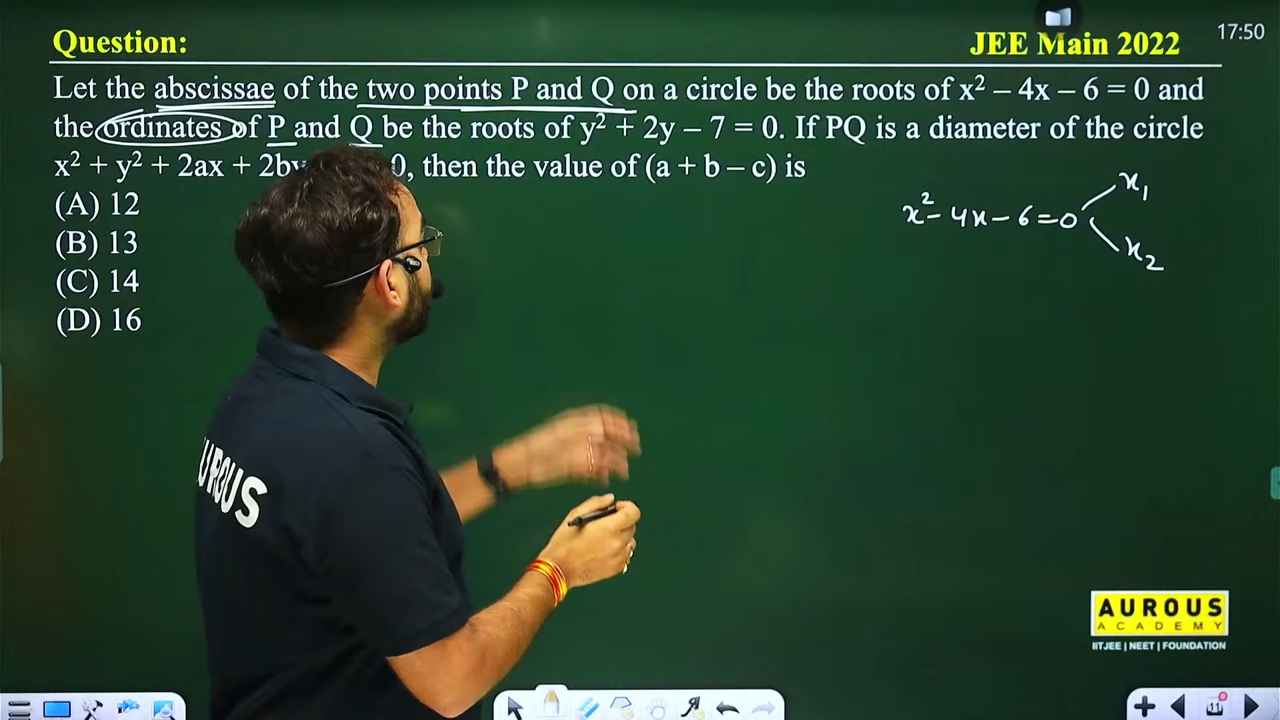 Question:
JEE Main 2022
17:50
Let the abscissae of the two points P and Q on a circle be the roots of x² – 4x – 6 = 0 and
the ordinates of P and Q be the roots of y² + 2y – 7 = 0. If PQ is a diameter of the circle
x² + y² + 2ax + 2by 0, then the value of (a + b – c) is
(A) 12
(B) 13
(C) 14
(D) 16
x² - 4x - 6 = 0
x₁
x₂
UROUS
AUROUS
ACADEMY
IITJEE | NEET | FOUNDATION
11